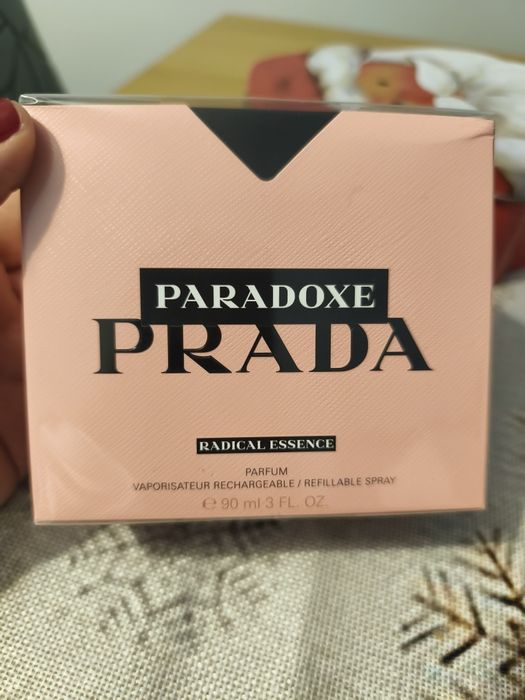 PARADOXE
PRADA
RADICAL ESSENCE
PARFUM
VAPORISATEUR RECHARGEABLE / REFILLABLE SPRAY
℮ 90 ml 3 FL. OZ.